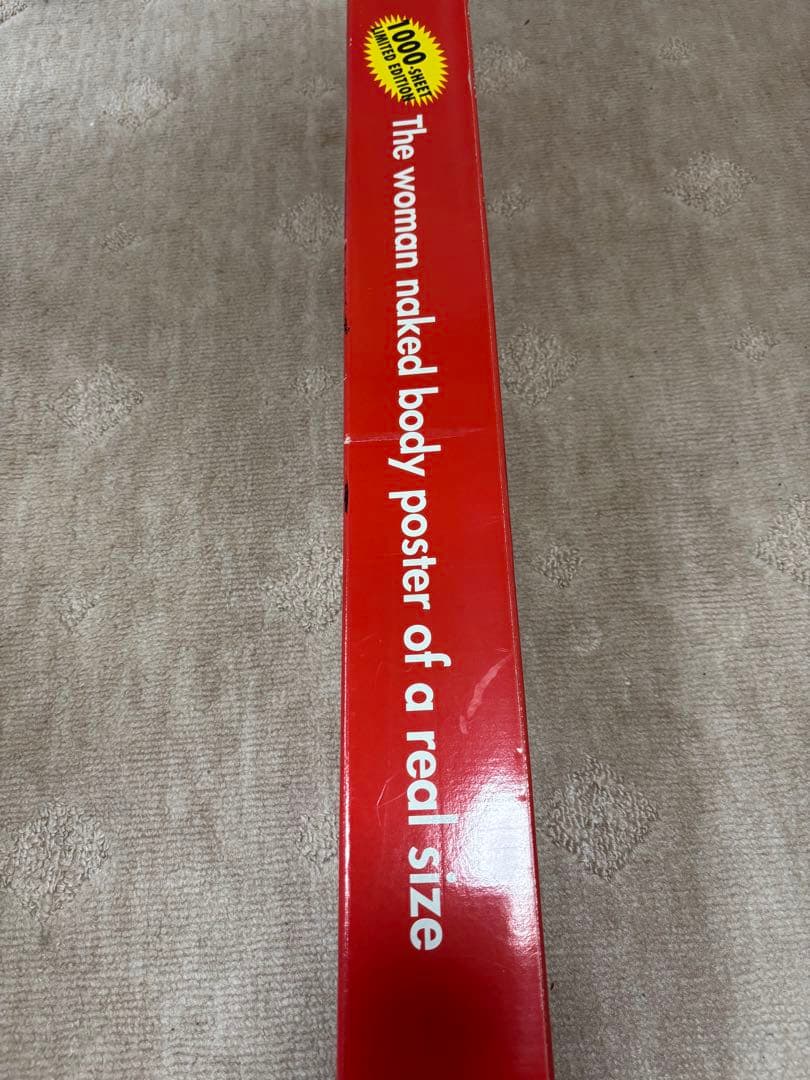 1000-SHEET
LIMITED EDITION
The woman naked body poster of a real size